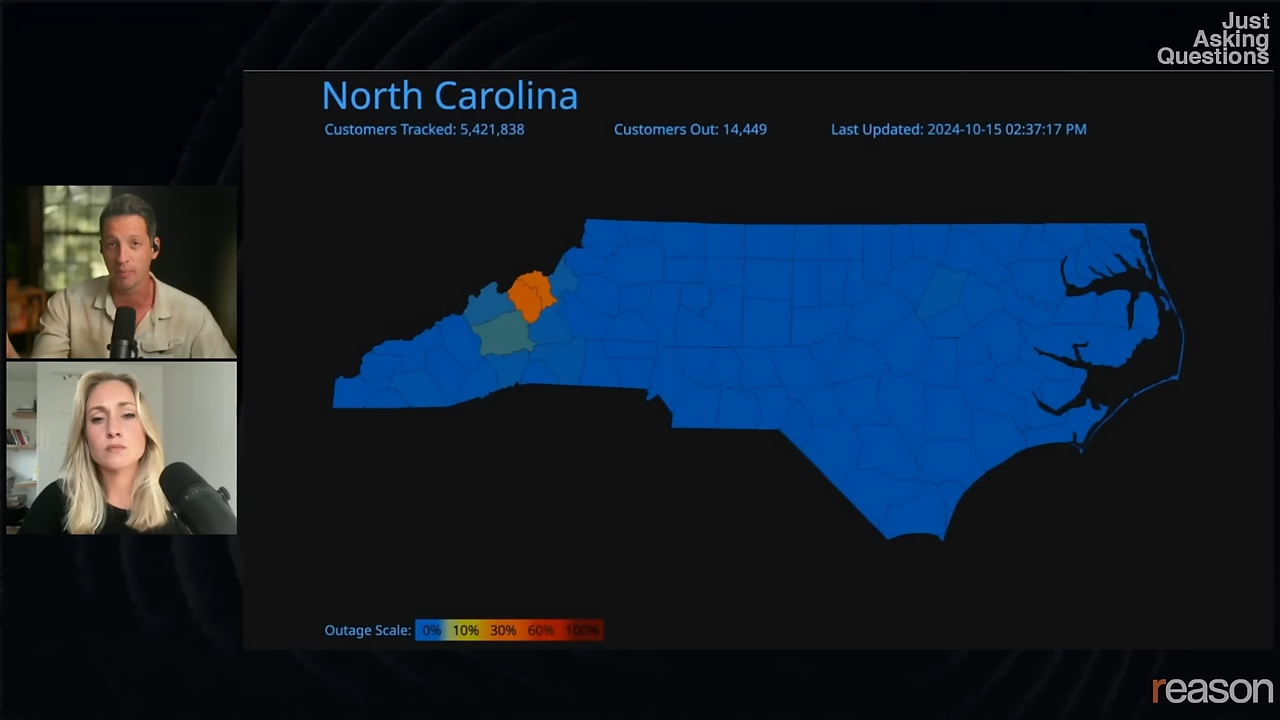 Just
Asking
Questions
North Carolina
Customers Tracked: 5,421,838
Customers Out: 14,449
Last Updated: 2024-10-15 02:37:17 PM
Outage Scale: 0% 10% 30% 60% 100%
reason